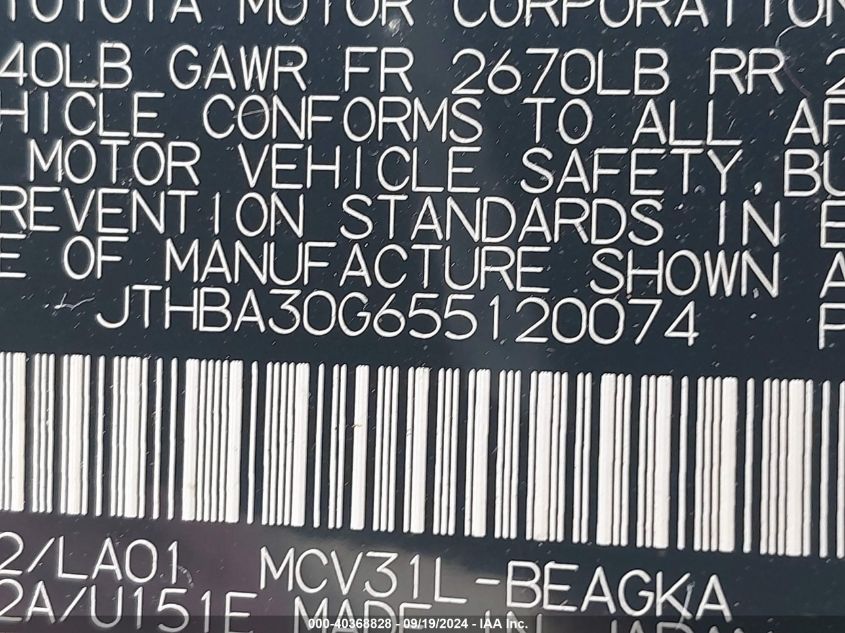 TOYOTA MOTOR CORPORATION
40LB GAWR FR 2670LB RR 2
HICLE CONFORMS TO ALL AP
MOTOR VEHICLE SAFETY, BU
REVENTION STANDARDS IN E
E OF MANUFACTURE SHOWN A
JTHBA30G655120074 P
2/LA01 MCV31L-BEAGKA
2A/U151E MADE IN JAPAN
000-40368828 - 09/19/2024 - IAA, Inc.